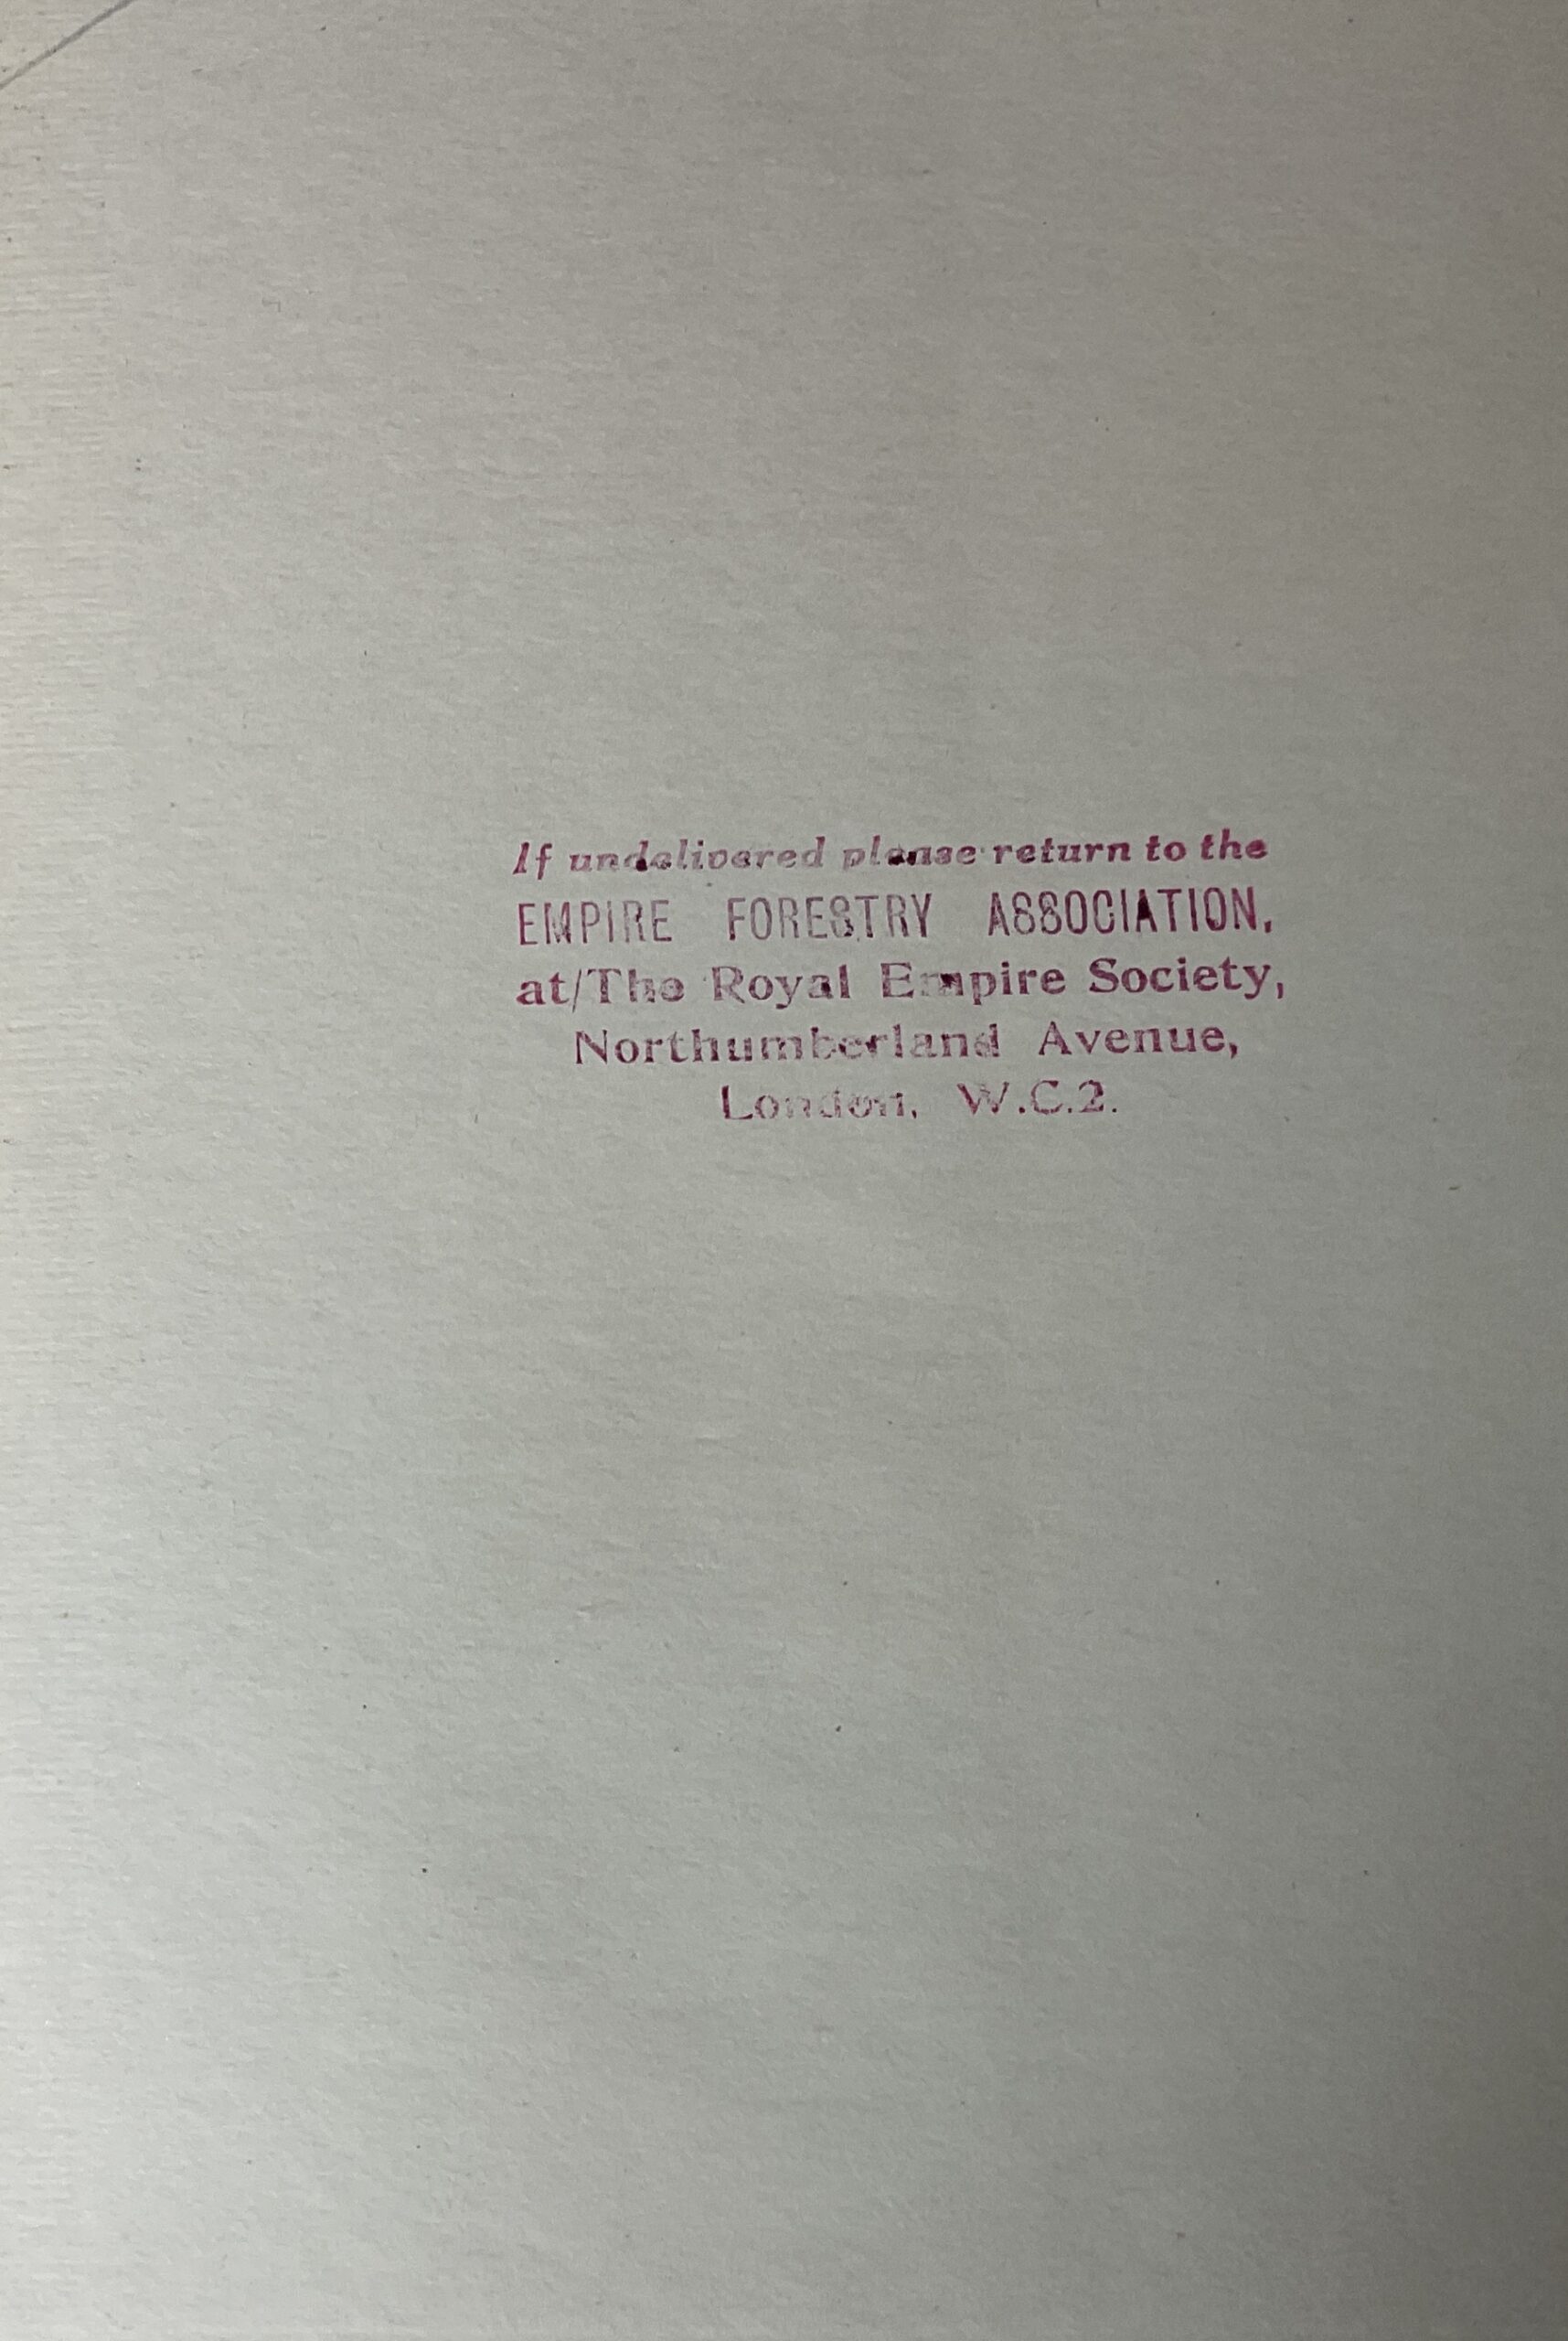 If undelivered please return to the
EMPIRE FORESTRY ASSOCIATION,
at/The Royal Empire Society,
Northumberland Avenue,
London, W.C.2.